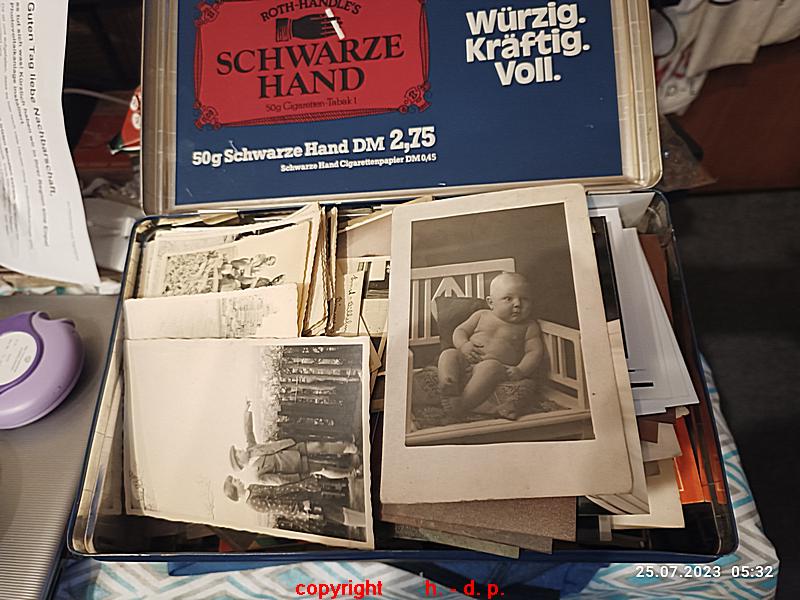 ROTH-HÄNDLE'S
SCHWARZE
HAND
50g Cigaretten-Tabak 1
Würzig.
Kräftig.
Voll.
50g Schwarze Hand DM 2,75
Schwarze Hand Cigarettenpapier DM 0,45
Guten Tag liebe Nachbarschaft,
25.07.2023 05:32
copyright h. - d. p.